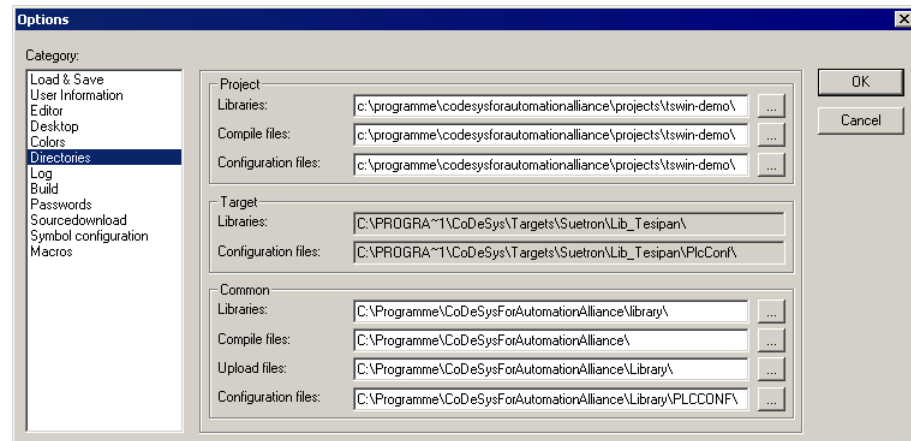 Options
Category:
Load & Save
User Information
Editor
Desktop
Colors
Directories
Log
Build
Passwords
Sourcedownload
Symbol configuration
Macros
Project
Libraries: c:\programme\codesysforautomationalliance\projects\tswin-demo\ ...
Compile files: c:\programme\codesysforautomationalliance\projects\tswin-demo\ ...
Configuration files: c:\programme\codesysforautomationalliance\projects\tswin-demo\ ...
Target
Libraries: C:\PROGRA~1\CoDeSys\Targets\Suetron\Lib_Tesipan\
Configuration files: C:\PROGRA~1\CoDeSys\Targets\Suetron\Lib_Tesipan\PlcConf\
Common
Libraries: C:\Programme\CoDeSysForAutomationAlliance\library\ ...
Compile files: C:\Programme\CoDeSysForAutomationAlliance\ ...
Upload files: C:\Programme\CoDeSysForAutomationAlliance\Library\ ...
Configuration files: C:\Programme\CoDeSysForAutomationAlliance\Library\PLCCONF\ ...
OK
Cancel